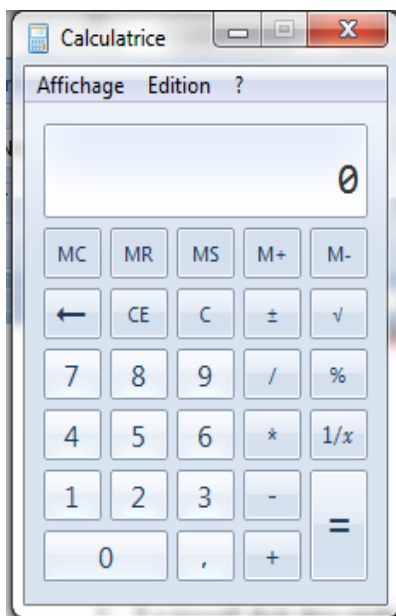 Calculatrice
Affichage Edition ?
0
MC MR MS M+ M-
← CE C ± √
7 8 9 / %
4 5 6 * 1/x
1 2 3 - =
0 , +